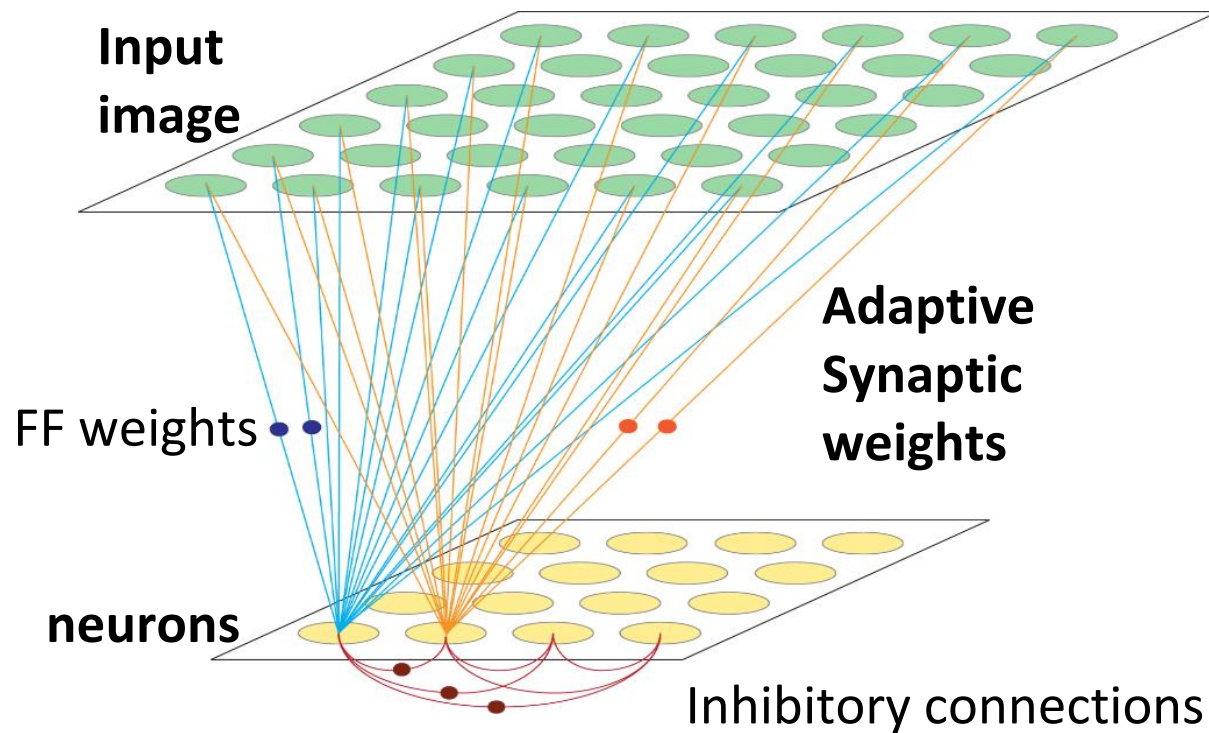 Input
image
Adaptive
Synaptic
weights
FF weights
neurons
Inhibitory connections